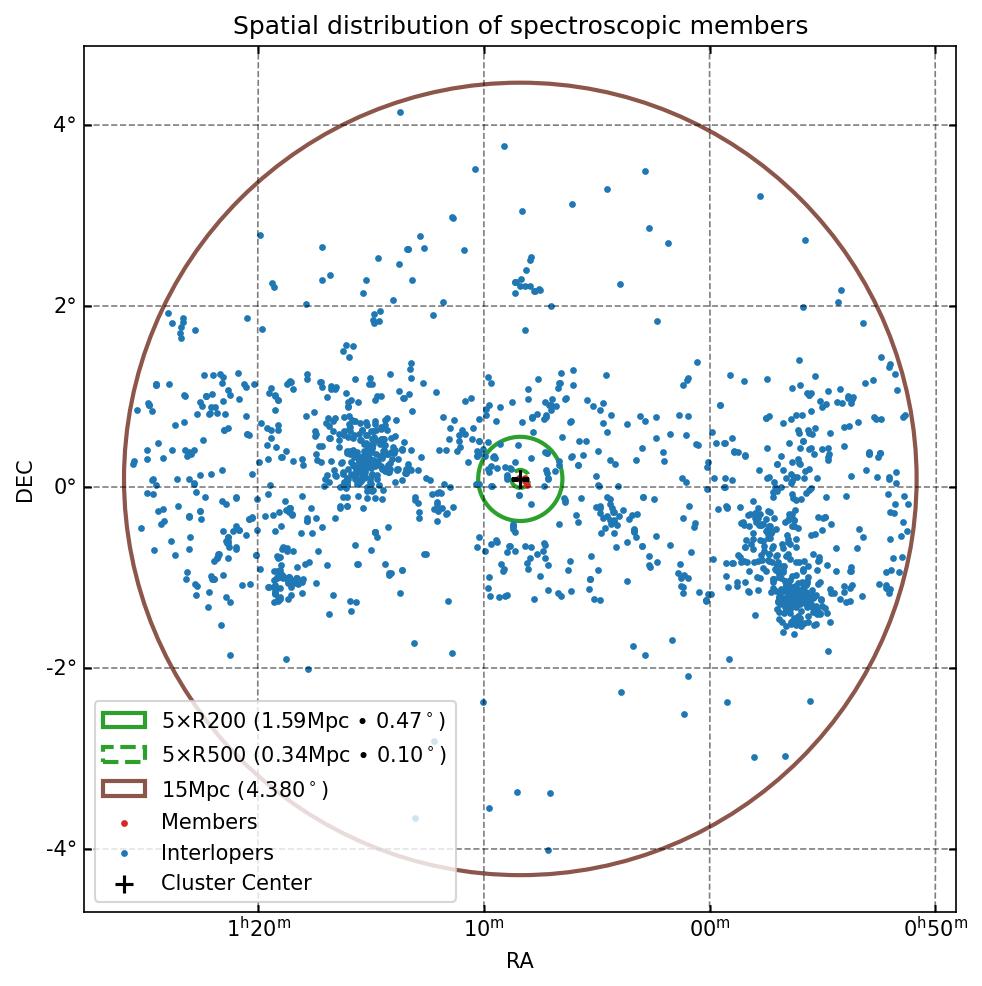 Spatial distribution of spectroscopic members
4°
2°
0°
-2°
-4°
DEC
5×R200 (1.59Mpc • 0.47°)
5×R500 (0.34Mpc • 0.10°)
15Mpc (4.380°)
Members
Interlopers
Cluster Center
1ʰ20ᵐ 10ᵐ 00ᵐ 0ʰ50ᵐ
RA